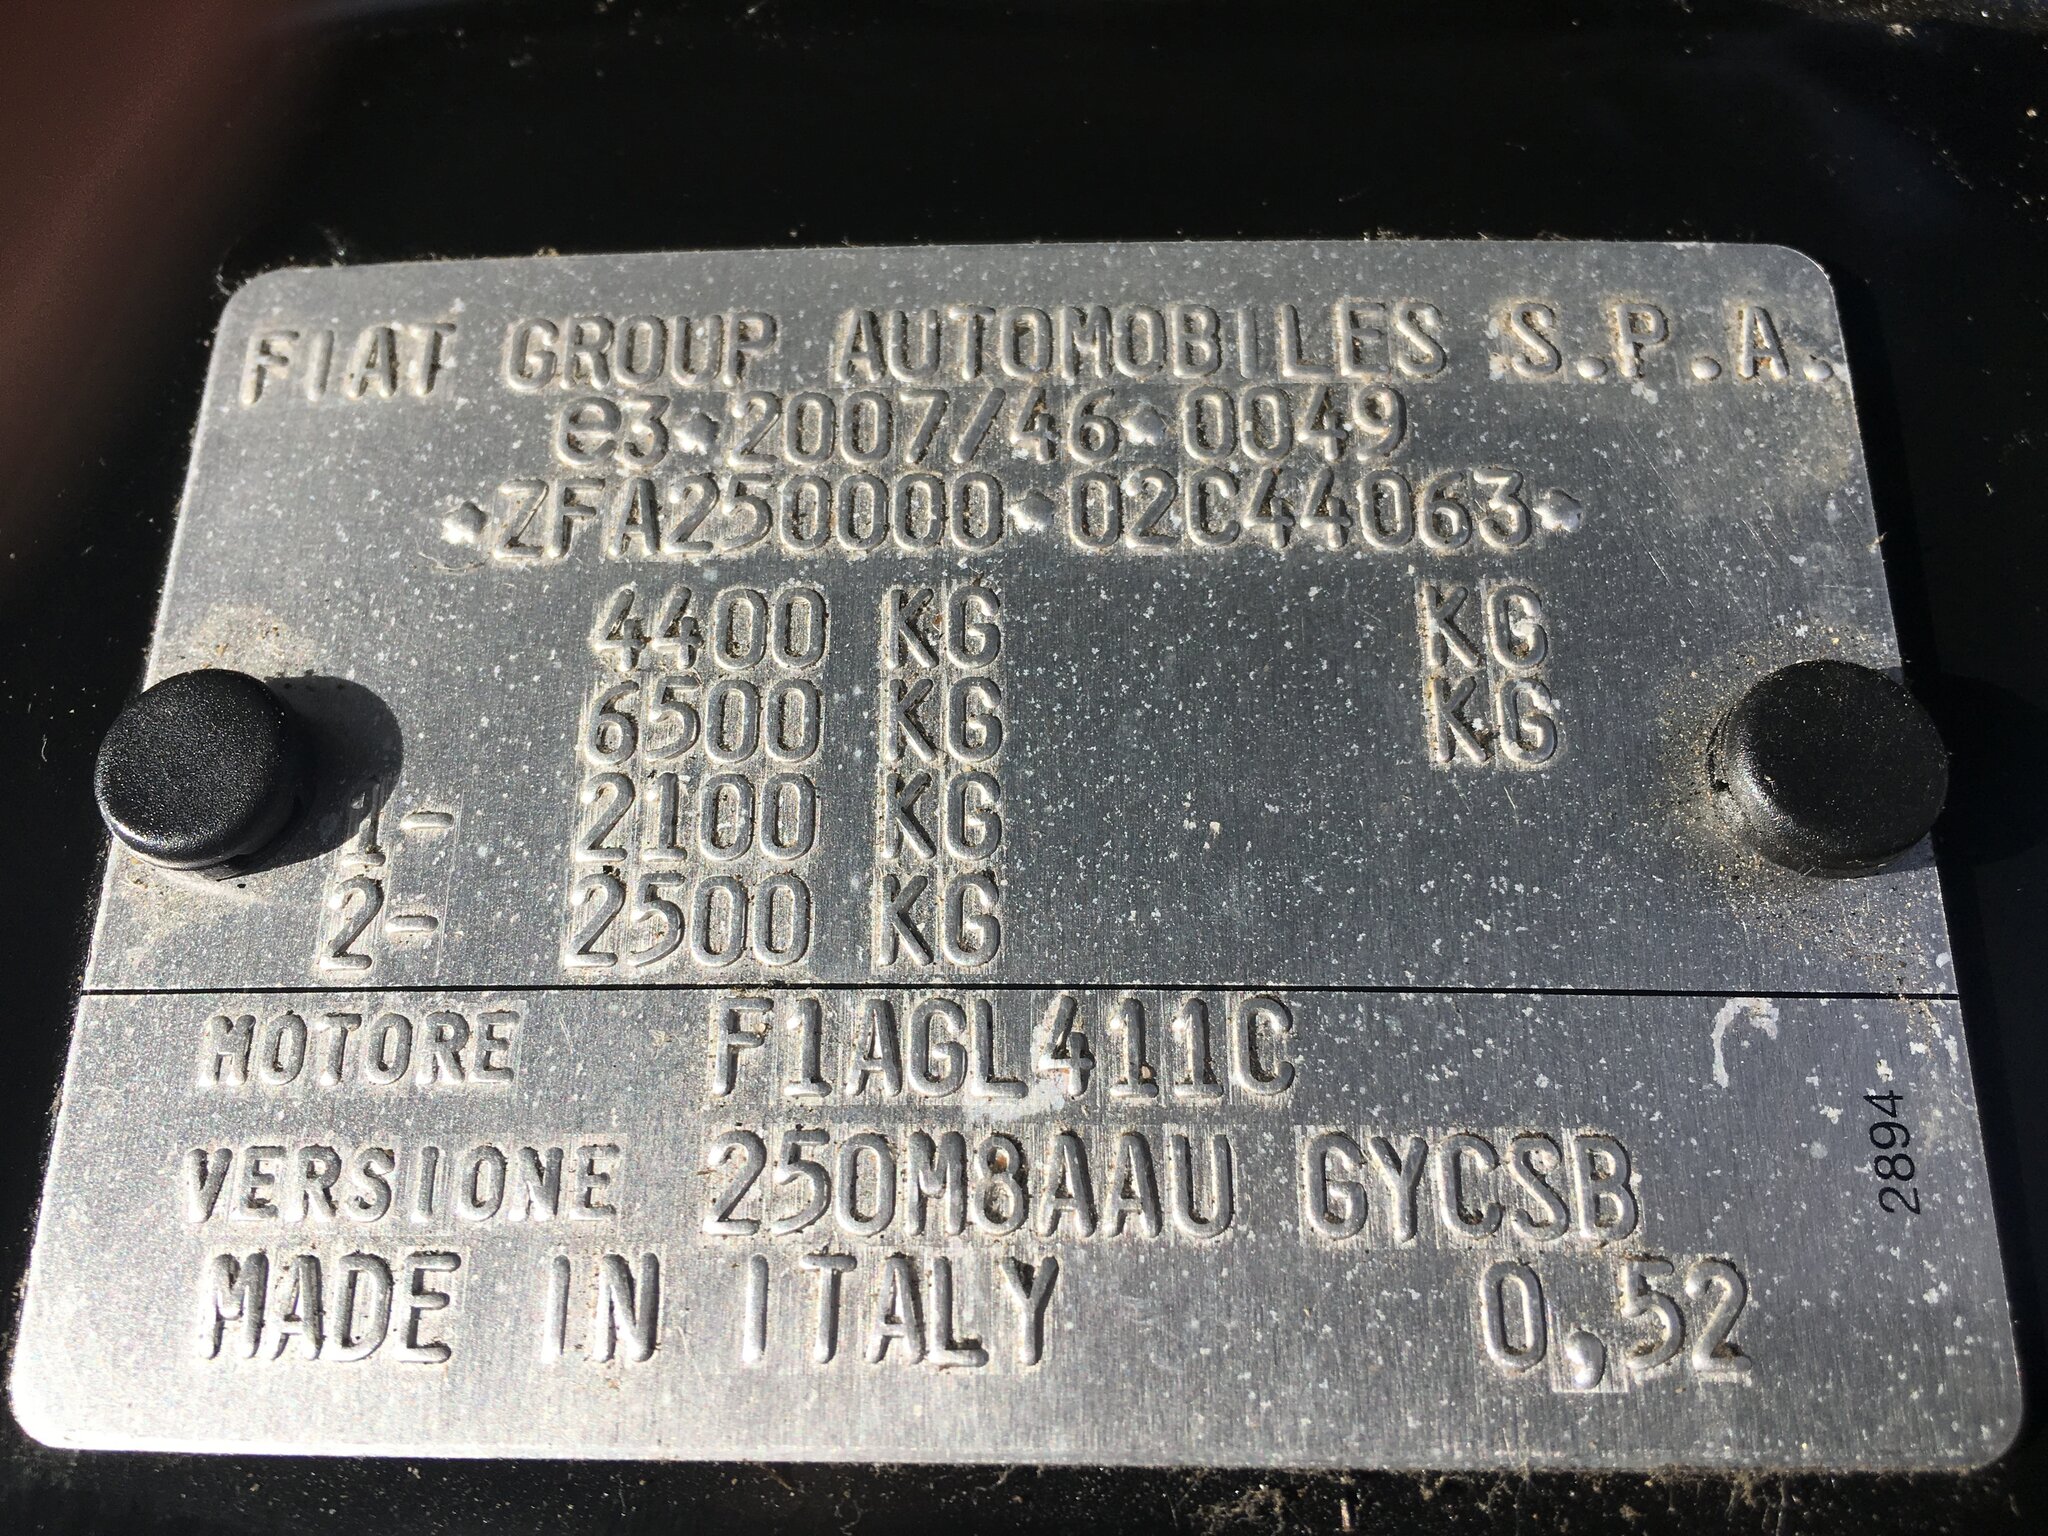 FIAT GROUP AUTOMOBILES S.P.A.
e3*2007/46*0049
*ZFA250000*02C44063*
4400 KG KG
6500 KG KG
1- 2100 KG
2- 2500 KG
MOTORE F1AGL411C
VERSIONE 250M8AAU GYCSB
MADE IN ITALY 0,52
2894